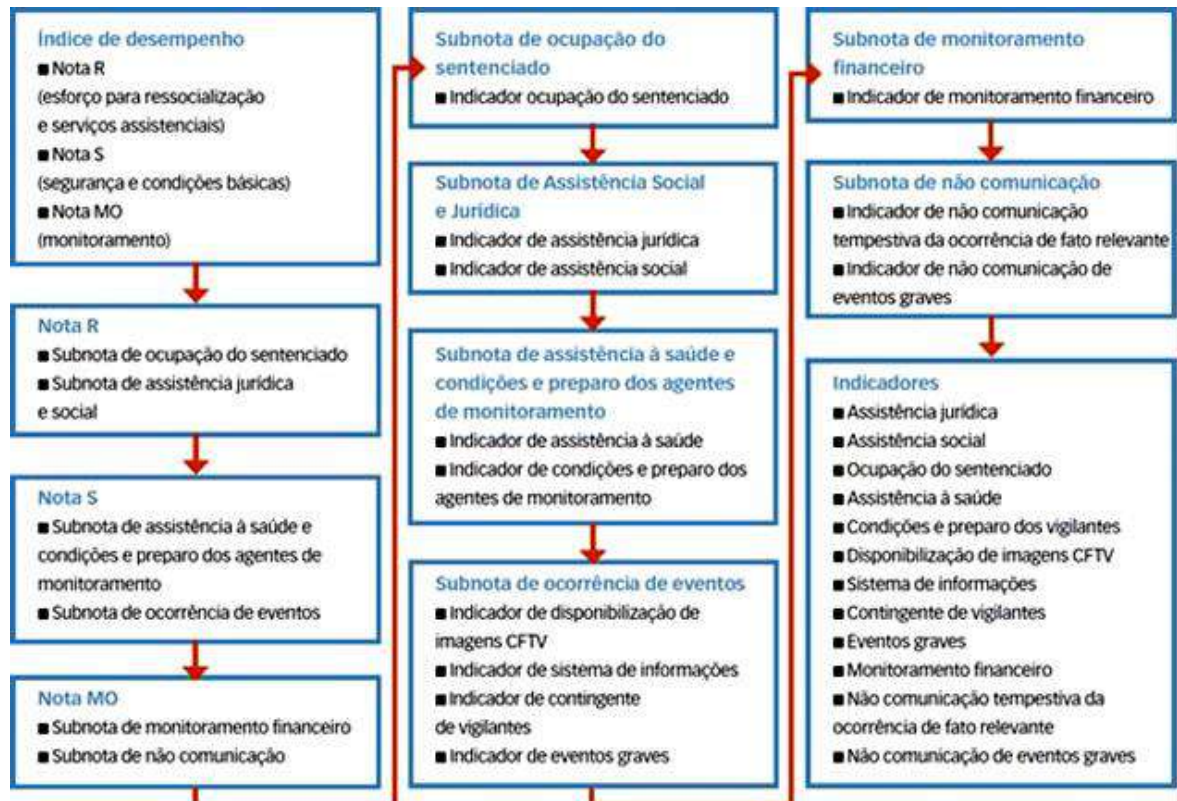 Índice de desempenho
■ Nota R
(esforço para ressocialização
e serviços assistenciais)
■ Nota S
(segurança e condições básicas)
■ Nota MO
(monitoramento)
Nota R
■ Subnota de ocupação do sentenciado
■ Subnota de assistência jurídica
e social
Nota S
■ Subnota de assistência à saúde e
condições e preparo dos agentes de
monitoramento
■ Subnota de ocorrência de eventos
Nota MO
■ Subnota de monitoramento financeiro
■ Subnota de não comunicação
Subnota de ocupação do
sentenciado
■ Indicador ocupação do sentenciado
Subnota de Assistência Social
e Jurídica
■ Indicador de assistência jurídica
■ Indicador de assistência social
Subnota de assistência à saúde e
condições e preparo dos agentes
de monitoramento
■ Indicador de assistência à saúde
■ Indicador de condições e preparo dos
agentes de monitoramento
Subnota de ocorrência de eventos
■ Indicador de disponibilização de
imagens CFTV
■ Indicador de sistema de informações
■ Indicador de contingente
de vigilantes
■ Indicador de eventos graves
Subnota de monitoramento
financeiro
■ Indicador de monitoramento financeiro
Subnota de não comunicação
■ Indicador de não comunicação
tempestiva da ocorrência de fato relevante
■ Indicador de não comunicação de
eventos graves
Indicadores
■ Assistência jurídica
■ Assistência social
■ Ocupação do sentenciado
■ Assistência à saúde
■ Condições e preparo dos vigilantes
■ Disponibilização de imagens CFTV
■ Sistema de informações
■ Contingente de vigilantes
■ Eventos graves
■ Monitoramento financeiro
■ Não comunicação tempestiva da
ocorrência de fato relevante
■ Não comunicação de eventos graves